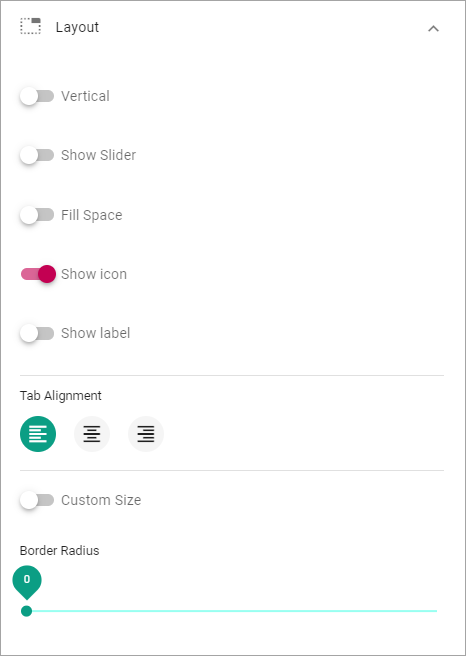 Layout
Vertical
Show Slider
Fill Space
Show icon
Show label
Tab Alignment
Custom Size
Border Radius
0